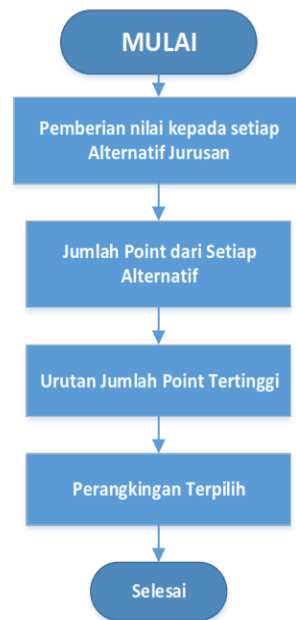 MULAI
Pemberian nilai kepada setiap
Alternatif Jurusan
Jumlah Point dari Setiap
Alternatif
Urutan Jumlah Point Tertinggi
Perangkingan Terpilih
Selesai